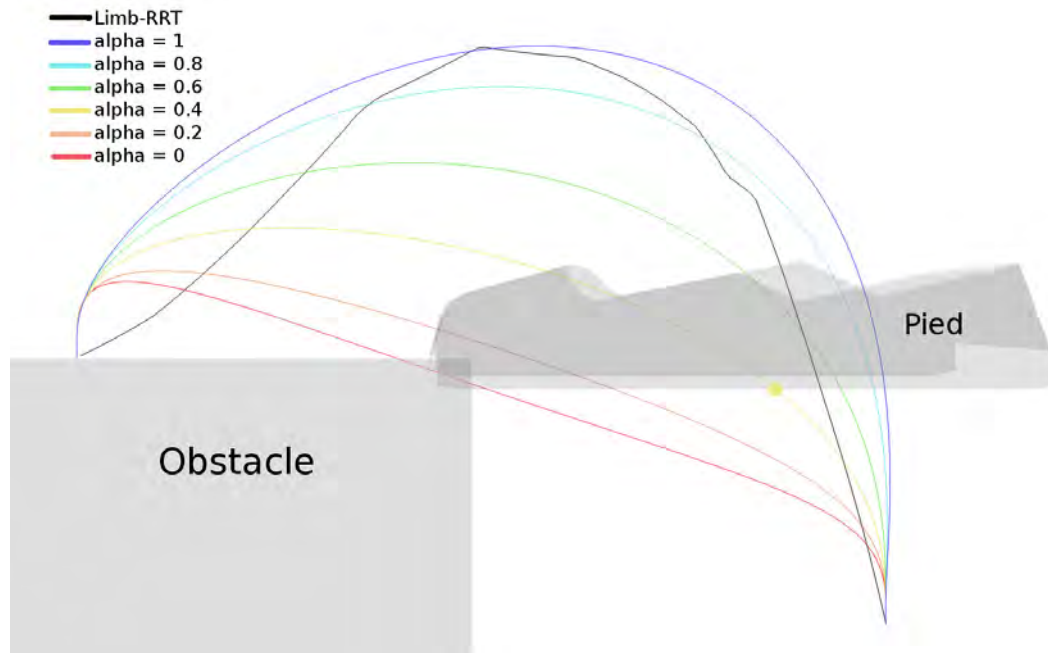 Limb-RRT
alpha = 1
alpha = 0.8
alpha = 0.6
alpha = 0.4
alpha = 0.2
alpha = 0
Pied
Obstacle